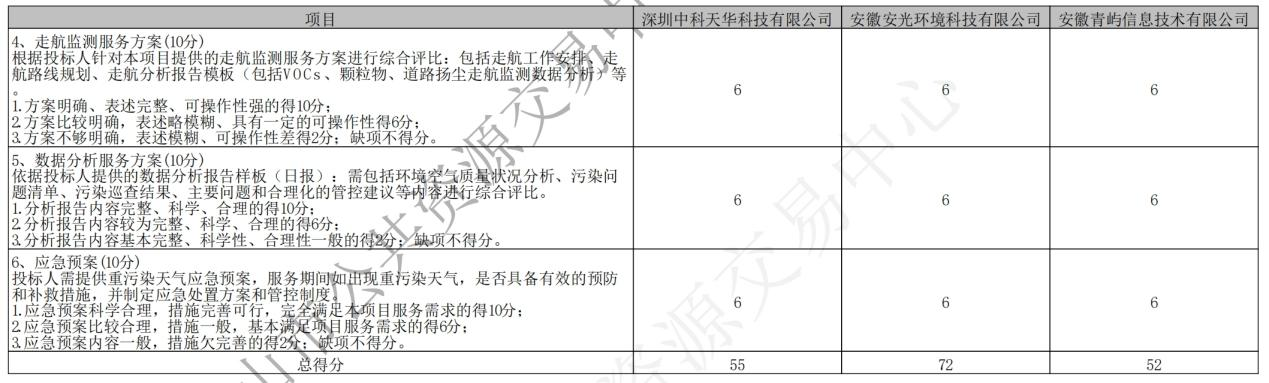 项目 深圳中科天华科技有限公司 安徽安光环境科技有限公司 安徽青屿信息技术有限公司
4、走航监测服务方案(10分)
根据投标人针对本项目提供的走航监测服务方案进行综合评比：包括走航工作安排、走
航路线规划、走航分析报告模板（包括VOCs、颗粒物、道路扬尘走航监测数据分析）等
。
1.方案明确、表述完整、可操作性强的得10分；
2.方案比较明确，表述略模糊、具有一定的可操作性得6分；
3.方案不够明确，表述模糊、可操作性差得2分；缺项不得分。
6 6 6
5、数据分析服务方案(10分)
依据投标人提供的数据分析报告样板（日报）：需包括环境空气质量状况分析、污染问
题清单、污染巡查结果、主要问题和合理化的管控建议等内容进行综合评比。
1.分析报告内容完整、科学、合理的得10分；
2.分析报告内容较为完整、科学、合理的得6分；
3.分析报告内容基本完整、科学性、合理性一般的得2分；缺项不得分。
6 6 6
6、应急预案(10分)
投标人需提供重污染天气应急预案，服务期间如出现重污染天气，是否具备有效的预防
和补救措施，并制定应急处置方案和管控制度。
1.应急预案科学合理，措施完善可行，完全满足本项目服务需求的得10分；
2.应急预案比较合理，措施一般，基本满足项目服务需求的得6分；
3.应急预案内容一般，措施欠完善的得2分；缺项不得分。
6 6 6
总得分 55 72 52
山市公共资源交易中
资源交易中心